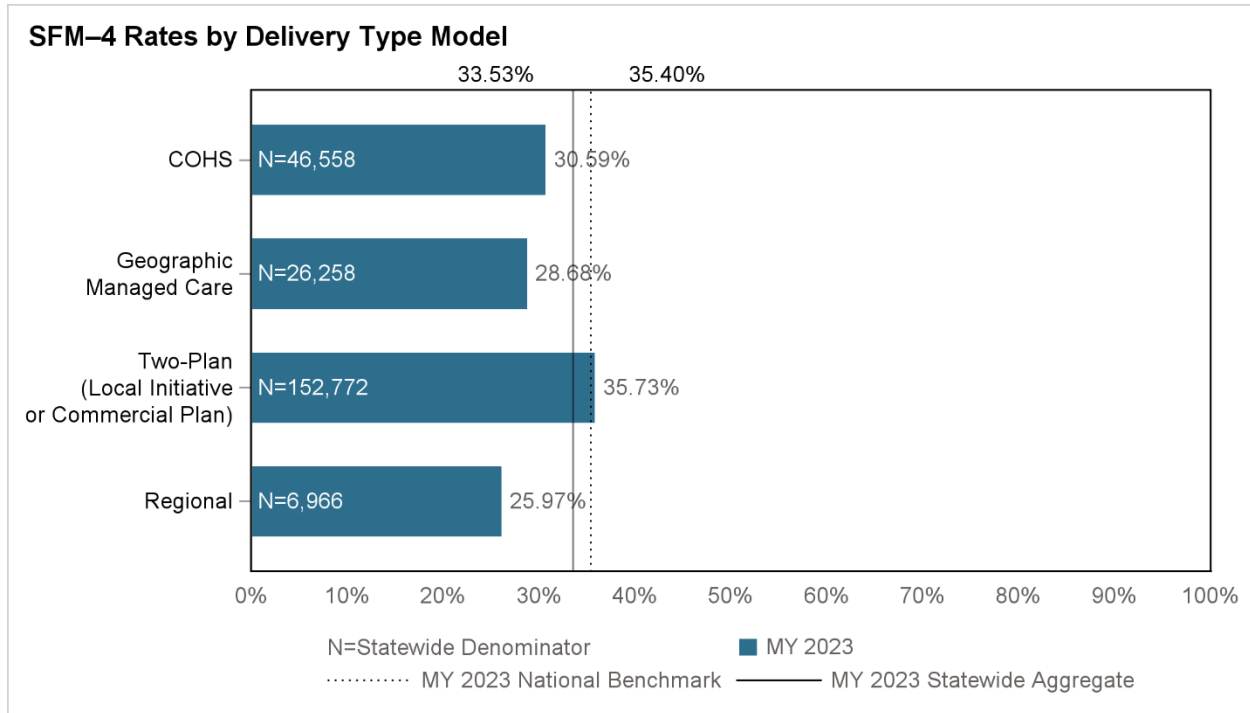 SFM–4 Rates by Delivery Type Model
33.53% 35.40%
COHS N=46,558 30.59%
Geographic
Managed Care
N=26,258 28.68%
Two-Plan
(Local Initiative
or Commercial Plan)
N=152,772 35.73%
Regional N=6,966 25.97%
0% 10% 20% 30% 40% 50% 60% 70% 80% 90% 100%
N=Statewide Denominator MY 2023
MY 2023 National Benchmark MY 2023 Statewide Aggregate